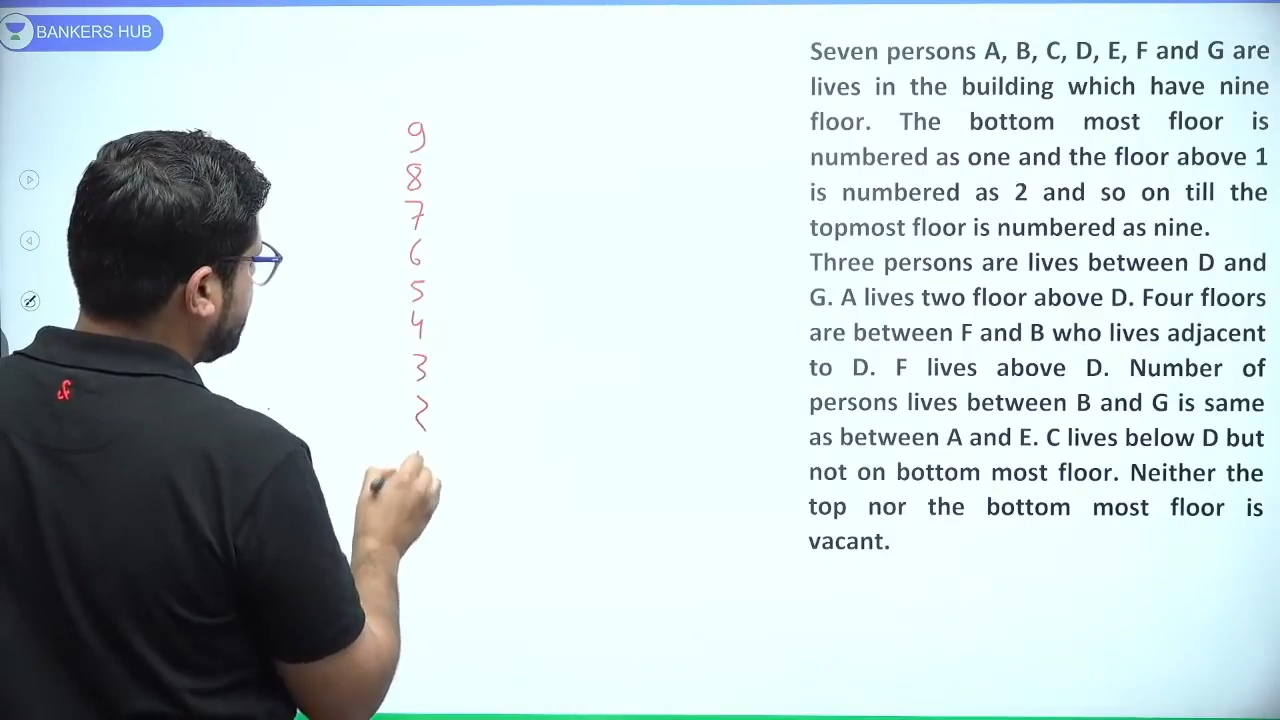 BANKERS HUB
Seven persons A, B, C, D, E, F and G are
lives in the building which have nine
floor. The bottom most floor is
numbered as one and the floor above 1
is numbered as 2 and so on till the
topmost floor is numbered as nine.
Three persons are lives between D and
G. A lives two floor above D. Four floors
are between F and B who lives adjacent
to D. F lives above D. Number of
persons lives between B and G is same
as between A and E. C lives below D but
not on bottom most floor. Neither the
top nor the bottom most floor is
vacant.
9
8
7
6
5
4
3
2